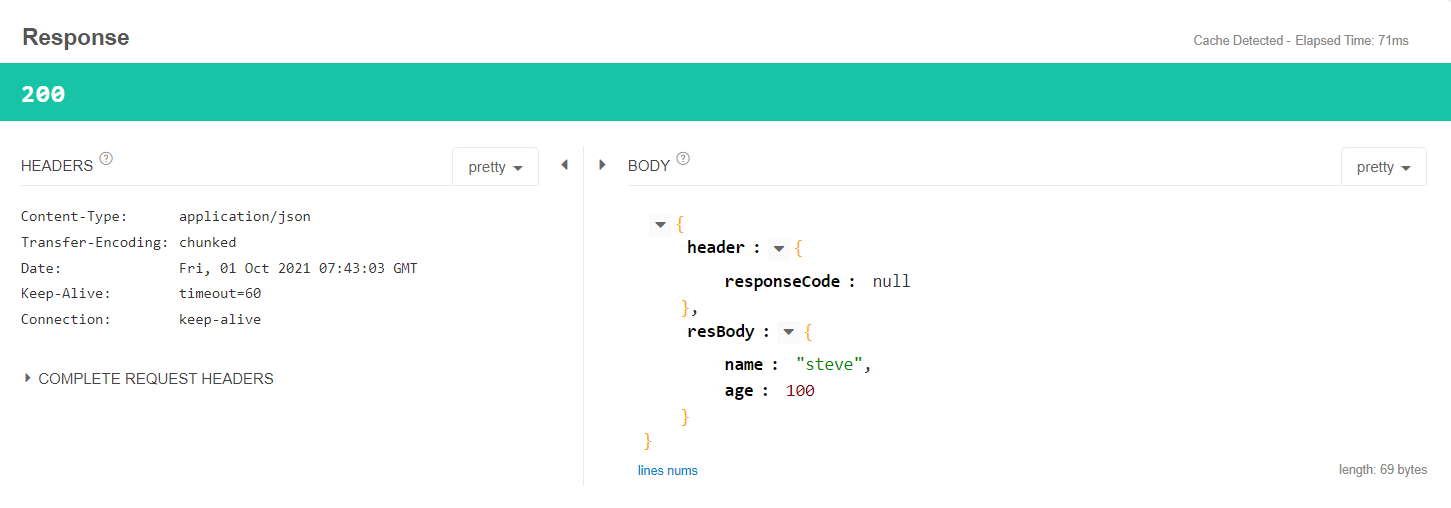 Response
Cache Detected - Elapsed Time: 71ms
200
HEADERS ?
pretty
Content-Type: application/json
Transfer-Encoding: chunked
Date: Fri, 01 Oct 2021 07:43:03 GMT
Keep-Alive: timeout=60
Connection: keep-alive
COMPLETE REQUEST HEADERS
BODY ?
pretty
{
header : {
responseCode : null
},
resBody : {
name : "steve",
age : 100
}
}
lines nums
length: 69 bytes